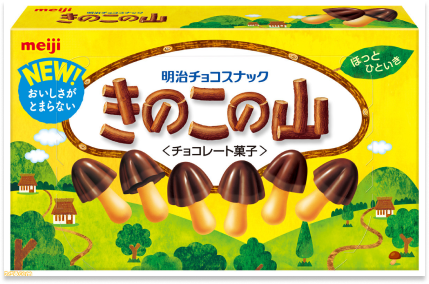 meiji
NEW!
おいしさが
とまらない
明治チョコスナック
きのこの山
<チョコレート菓子>
ほっと
ひといき